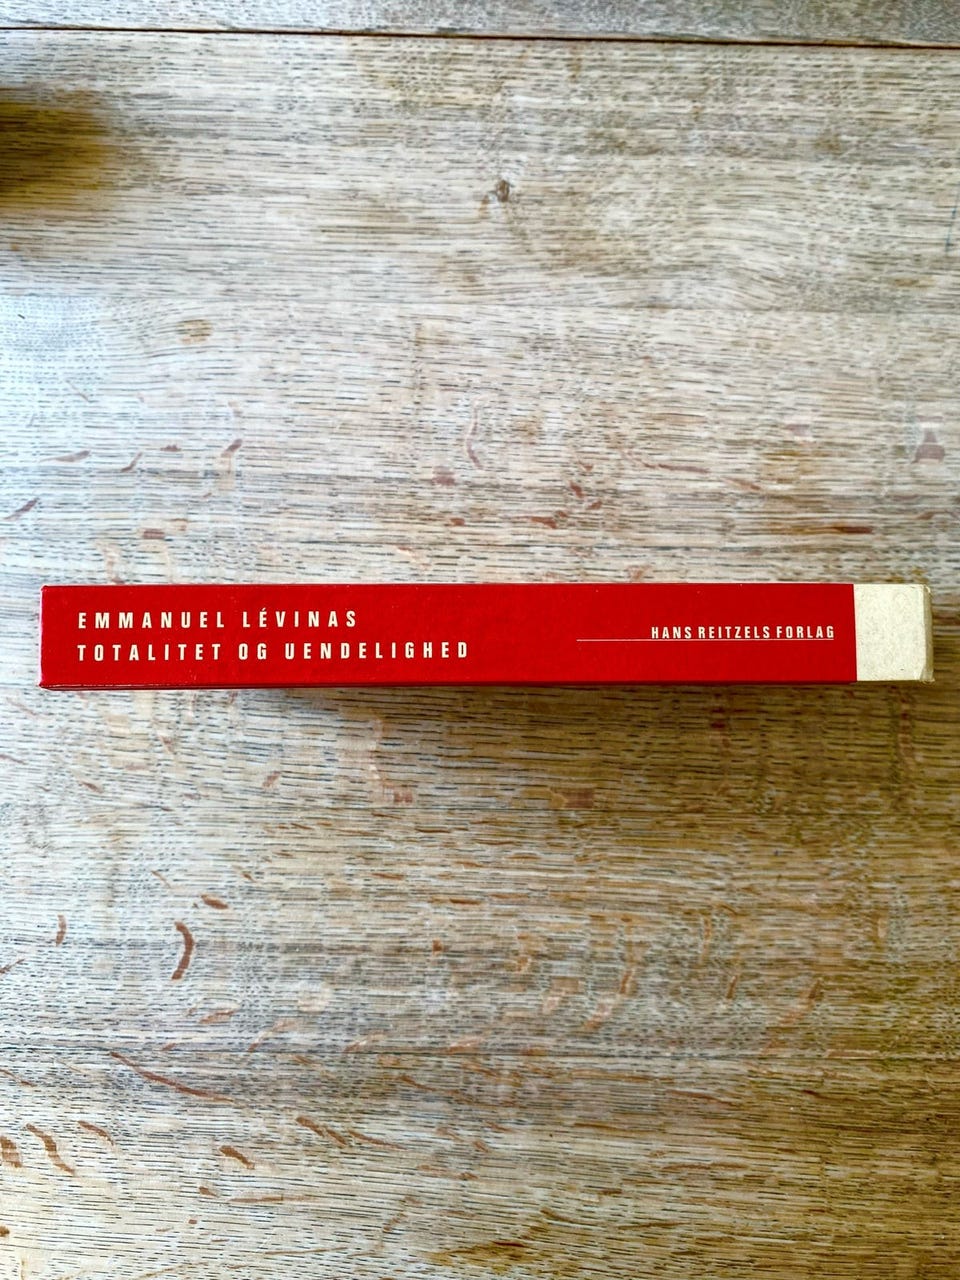 EMMANUEL LÉVINAS
TOTALITET OG UENDELIGHED
HANS REITZELS FORLAG